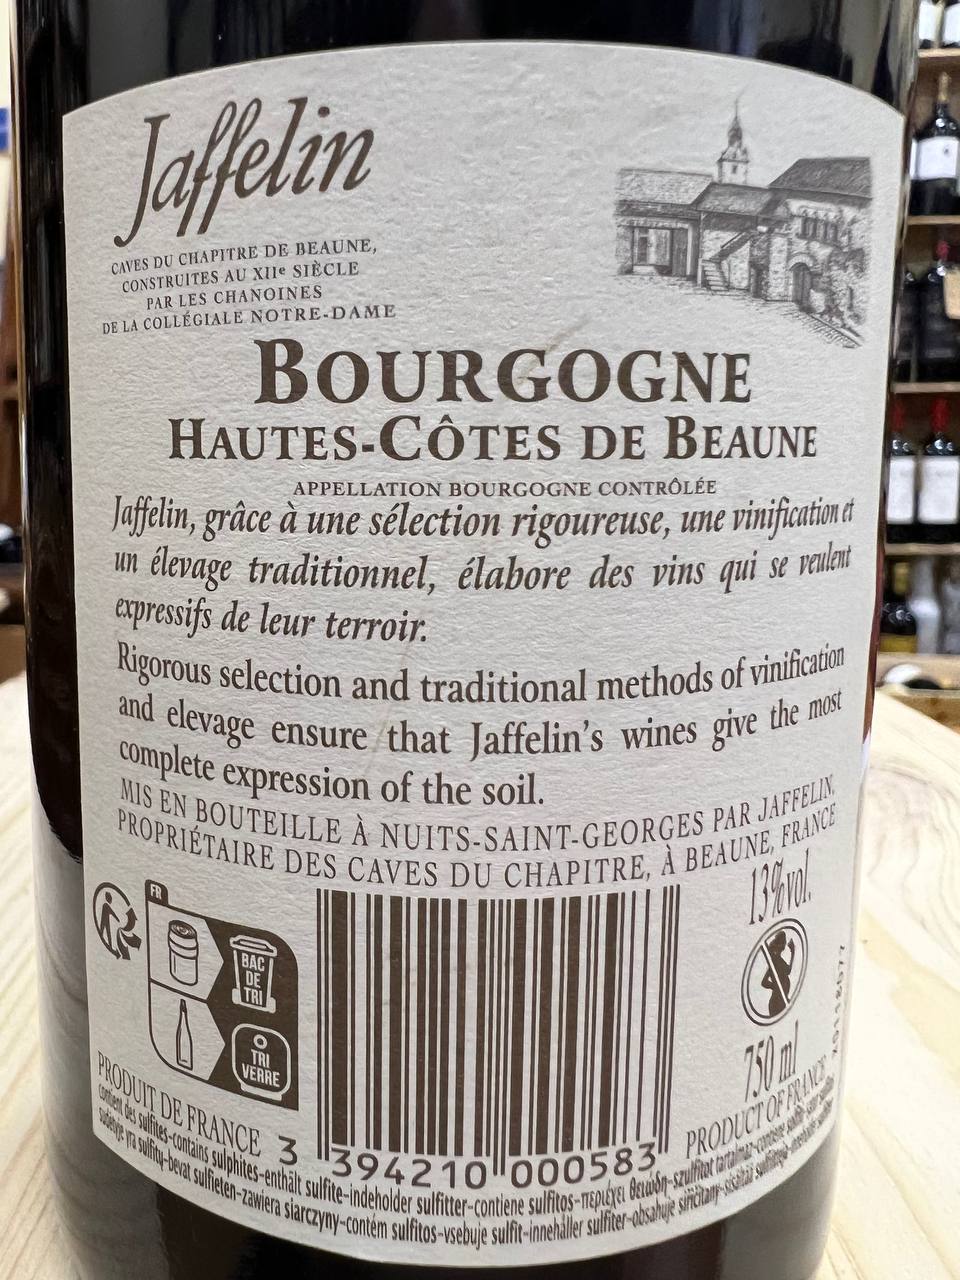 Jaffelin
CAVES DU CHAPITRE DE BEAUNE,
CONSTRUITES AU XIIe SIÈCLE
PAR LES CHANOINES
DE LA COLLÉGIALE NOTRE-DAME
BOURGOGNE
HAUTES-CÔTES DE BEAUNE
APPELLATION BOURGOGNE CONTRÔLÉE
Jaffelin, grâce à une sélection rigoureuse, une vinification et
un élevage traditionnel, élabore des vins qui se veulent
expressifs de leur terroir.
Rigorous selection and traditional methods of vinification
and elevage ensure that Jaffelin's wines give the most
complete expression of the soil.
MIS EN BOUTEILLE À NUITS-SAINT-GEORGES PAR JAFFELIN,
PROPRIÉTAIRE DES CAVES DU CHAPITRE, À BEAUNE, FRANCE
FR
BAC
DE
TRI
TRI
VERRE
13%vol.
750 ml
PRODUIT DE FRANCE
3 394210 000583
PRODUCT OF FRANCE
contient des sulfites-contains sulphites-enthält sulfite-indeholder sulfitter-contiene sulfitos-περιέχει θειώδη-szulfitot tartalmaz-contiene
sulfity-bevat sulfieten-zawiera siarczyny-contém sulfitos-vsebuje sulfit-innehåller sulfiter-obsahuje siričitany-sisältää